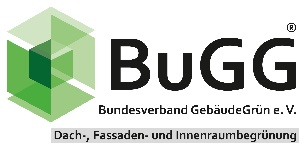 BuGG®
Bundesverband GebäudeGrün e. V.
Dach-, Fassaden- und Innenraumbegrünung